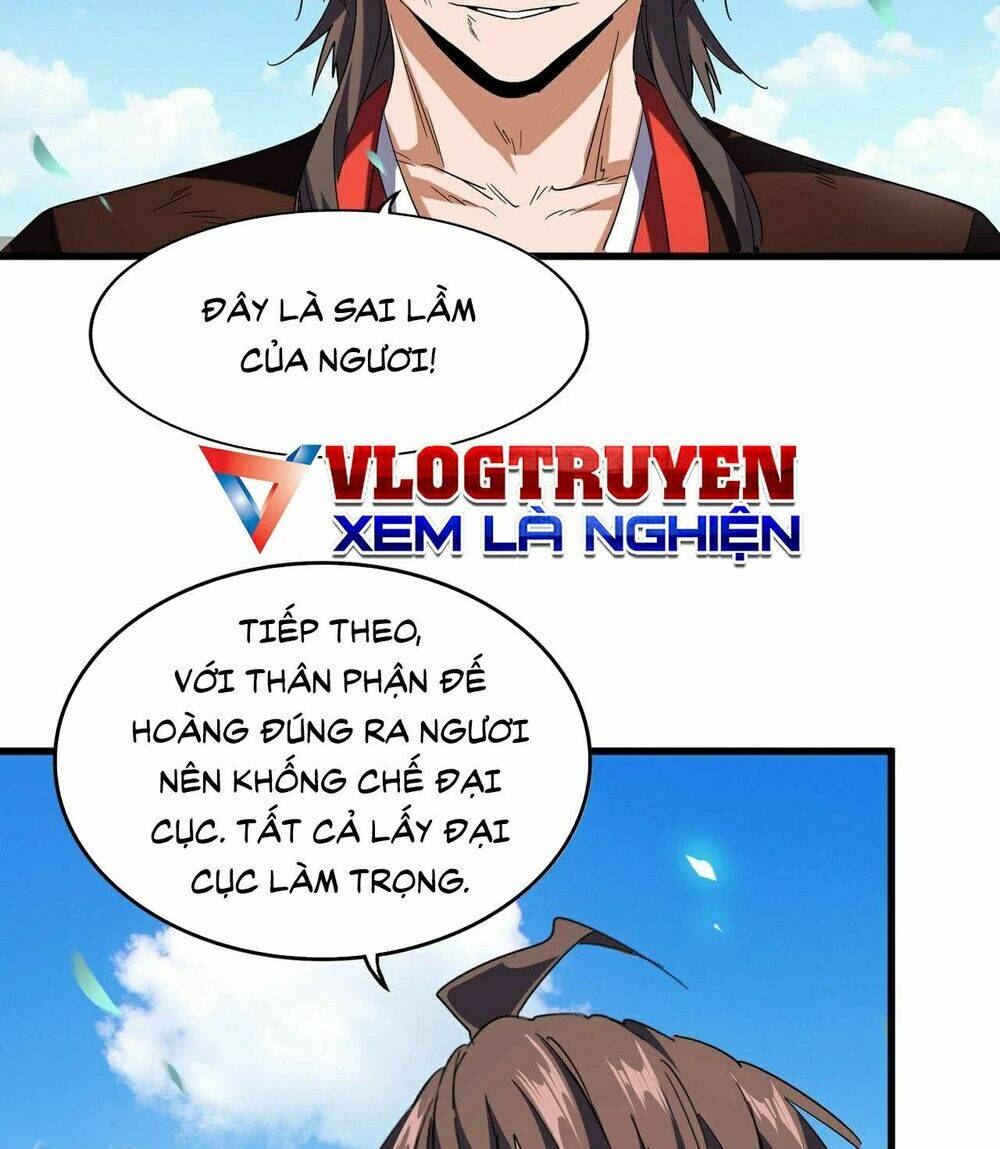 ĐÂY LÀ SAI LẦM
CỦA NGƯƠI!
VLOGTRUYEN
XEM LÀ NGHIỆN
TIẾP THEO,
VỚI THÂN PHẬN ĐẾ
HOÀNG ĐÚNG RA NGƯƠI
NÊN KHỐNG CHẾ ĐẠI
CỤC. TẤT CẢ LẤY ĐẠI
CỤC LÀM TRỌNG.